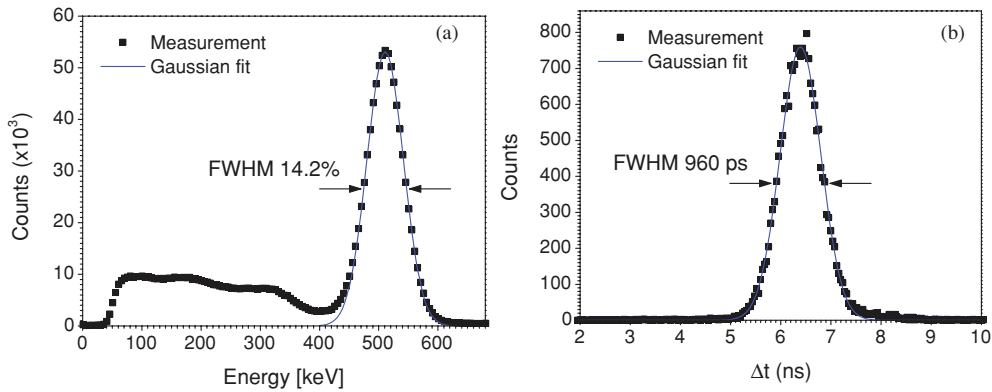 (a)
Measurement
Gaussian fit
FWHM 14.2%
Counts (x10³)
60
50
40
30
20
10
0
0 100 200 300 400 500 600
Energy [keV]
(b)
Measurement
Gaussian fit
FWHM 960 ps
Counts
800
700
600
500
400
300
200
100
0
2 3 4 5 6 7 8 9 10
Δt (ns)